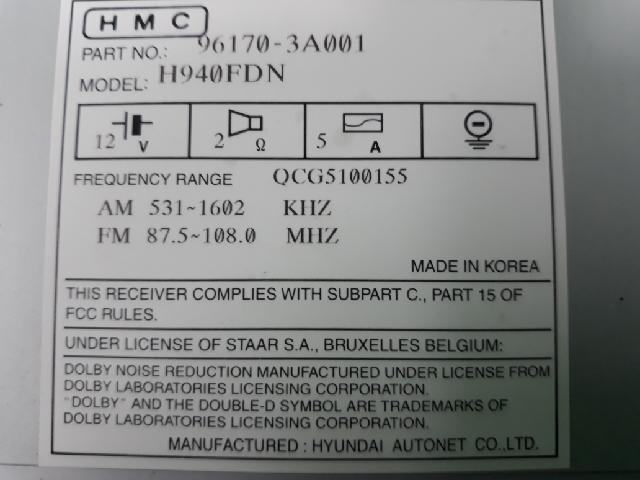 HMC
PART NO.: 96170-3A001
MODEL: H940FDN
12 V 2 Ω 5 A
FREQUENCY RANGE QCG5100155
AM 531~1602 KHZ
FM 87.5~108.0 MHZ
MADE IN KOREA
THIS RECEIVER COMPLIES WITH SUBPART C., PART 15 OF
FCC RULES.
UNDER LICENSE OF STAAR S.A., BRUXELLES BELGIUM:
DOLBY NOISE REDUCTION MANUFACTURED UNDER LICENSE FROM
DOLBY LABORATORIES LICENSING CORPORATION.
"DOLBY" AND THE DOUBLE-D SYMBOL ARE TRADEMARKS OF
DOLBY LABORATORIES LICENSING CORPORATION.
MANUFACTURED : HYUNDAI AUTONET CO.,LTD.